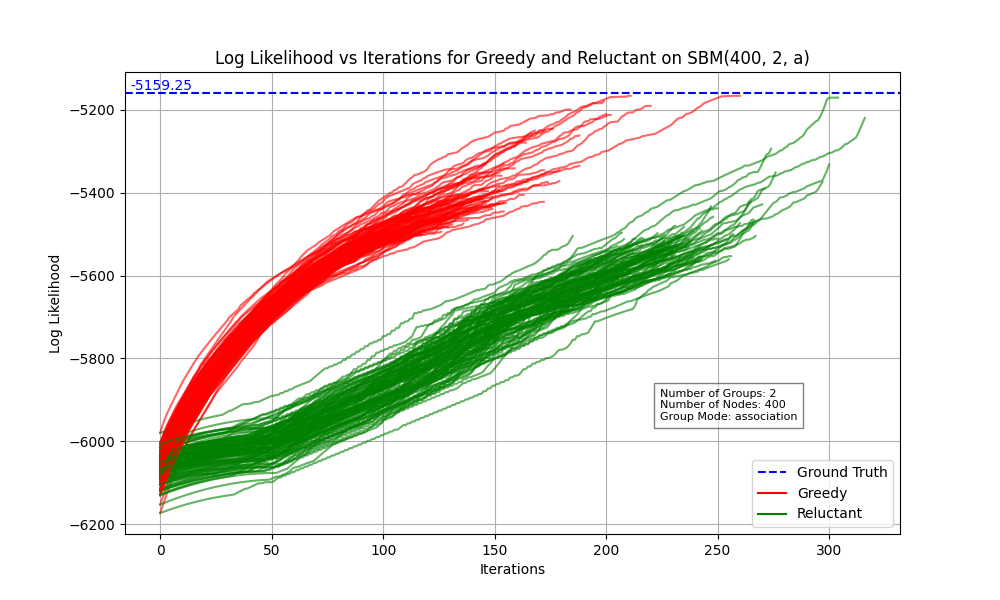 Log Likelihood vs Iterations for Greedy and Reluctant on SBM(400, 2, a)
-5159.25
−5200
−5400
−5600
−5800
−6000
−6200
Log Likelihood
Number of Groups: 2
Number of Nodes: 400
Group Mode: association
Ground Truth
Greedy
Reluctant
0 50 100 150 200 250 300
Iterations